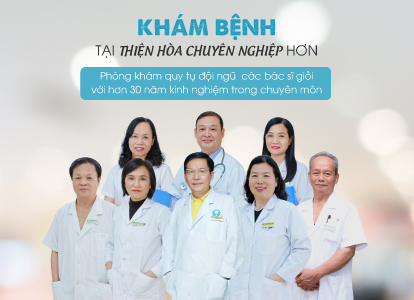 KHÁM BỆNH
TẠI THIỆN HÒA CHUYÊN NGHIỆP HƠN
Phòng khám quy tụ đội ngũ các bác sĩ giỏi
với hơn 30 năm kinh nghiệm trong chuyên môn